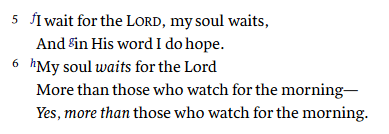 5 fI wait for the LORD, my soul waits,
And gin His word I do hope.
6 hMy soul waits for the Lord
More than those who watch for the morning—
Yes, more than those who watch for the morning.